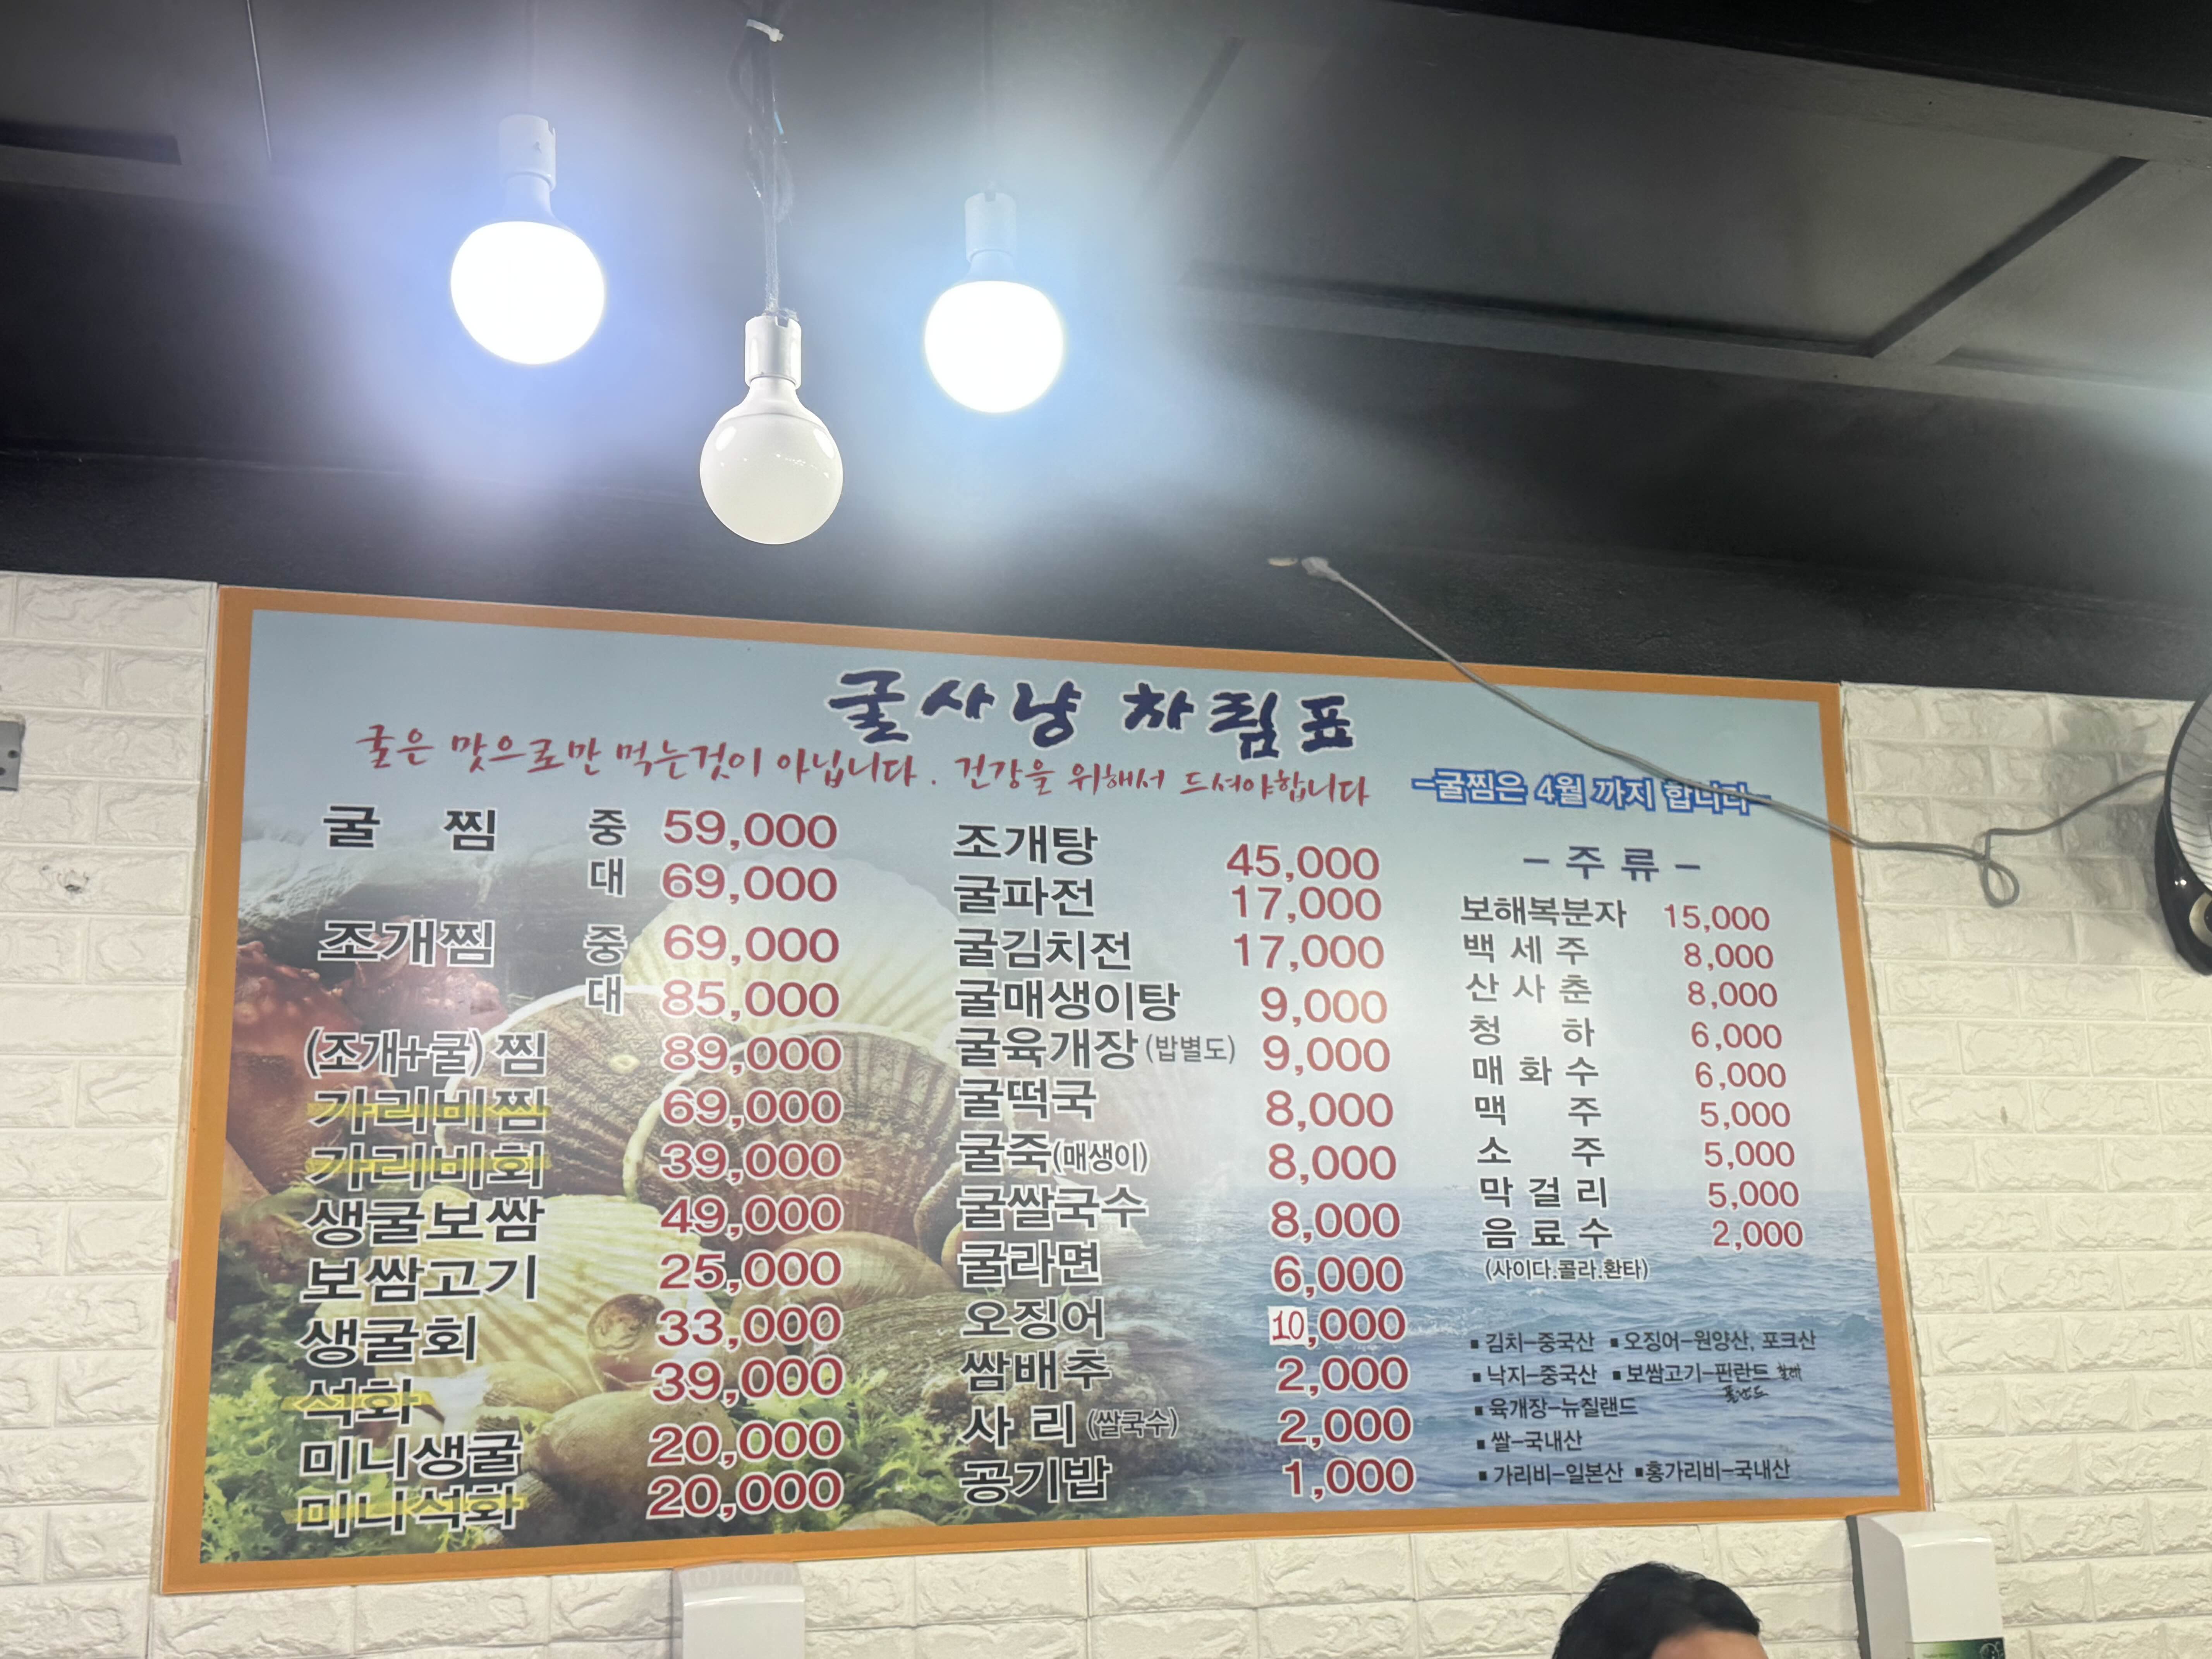 굴사냥 차림표
굴은 맛으로만 먹는것이 아닙니다. 건강을 위해서 드셔야합니다
-굴찜은 4월 까지 합니다-
굴 찜 중 59,000
대 69,000
조개찜 중 69,000
대 85,000
(조개+굴)찜 89,000
가리비찜 69,000
가리비회 39,000
생굴보쌈 49,000
보쌈고기 25,000
생굴회 33,000
석화 39,000
미니생굴 20,000
미니석화 20,000
조개탕 45,000
굴파전 17,000
굴김치전 17,000
굴매생이탕 9,000
굴육개장(밥별도) 9,000
굴떡국 8,000
굴죽(매생이) 8,000
굴쌀국수 8,000
굴라면 6,000
오징어 10,000
쌈배추 2,000
사리(쌀국수) 2,000
공기밥 1,000
- 주 류 -
보해복분자 15,000
백 세 주 8,000
산 사 춘 8,000
청 하 6,000
매 화 수 6,000
맥 주 5,000
소 주 5,000
막 걸 리 5,000
음 료 수 2,000
(사이다.콜라.환타)
▪김치-중국산 ▪오징어-원양산, 포크산
▪낙지-중국산 ▪보쌈고기-핀란드 칠레
폴란드
▪육개장-뉴질랜드
▪쌀-국내산
▪가리비-일본산 ▪홍가리비-국내산